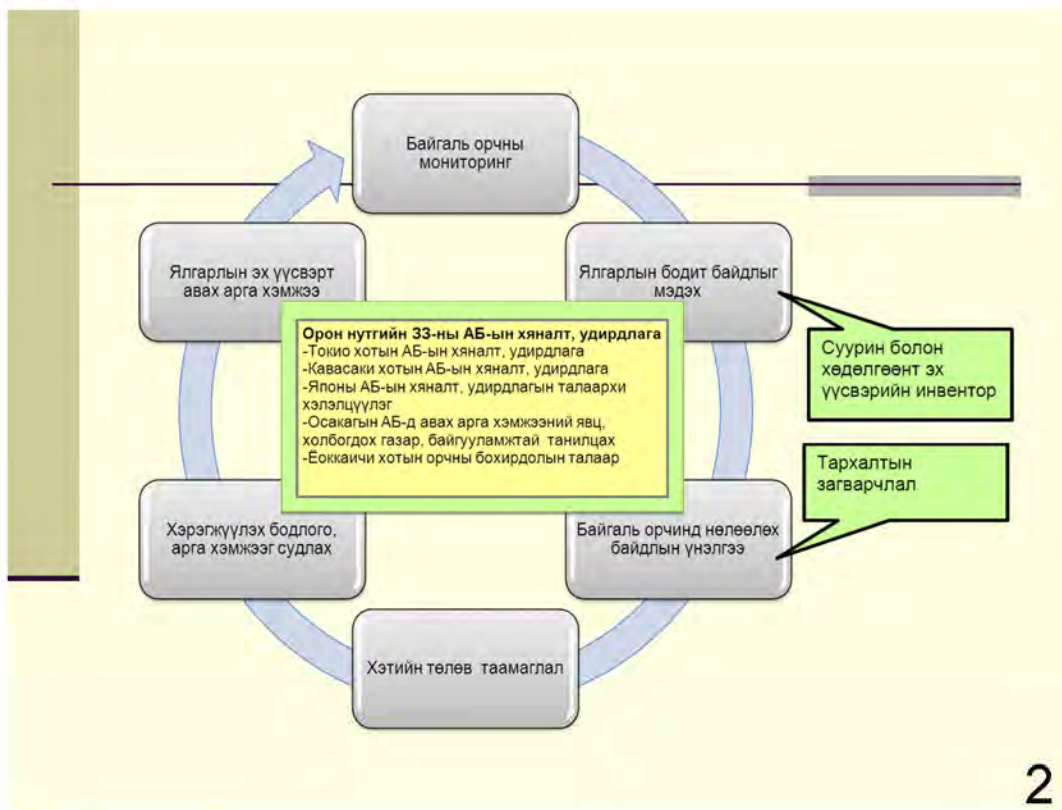 Байгаль орчны
мониторинг
Ялгарлын эх үүсвэрт
авах арга хэмжээ
Ялгарлын бодит байдлыг
мэдэх
Суурин болон
хөдөлгөөнт эх
үүсвэрийн инвентор
Орон нутгийн ЗЗ-ны АБ-ын хяналт, удирдлага
-Токио хотын АБ-ын хяналт, удирдлага
-Кавасаки хотын АБ-ын хяналт, удирдлага
-Японы АБ-ын хяналт, удирдлагын талаархи
хэлэлцүүлэг
-Осакагын АБ-д авах арга хэмжээний явц,
холбогдох газар, байгууламжтай танилцах
-Ёоккаичи хотын орчны бохирдолын талаар
Тархалтын
загварчлал
Хэрэгжүүлэх бодлого,
арга хэмжээг судлах
Байгаль орчинд нөлөөлөх
байдлын үнэлгээ
Хэтийн төлөв таамаглал
2